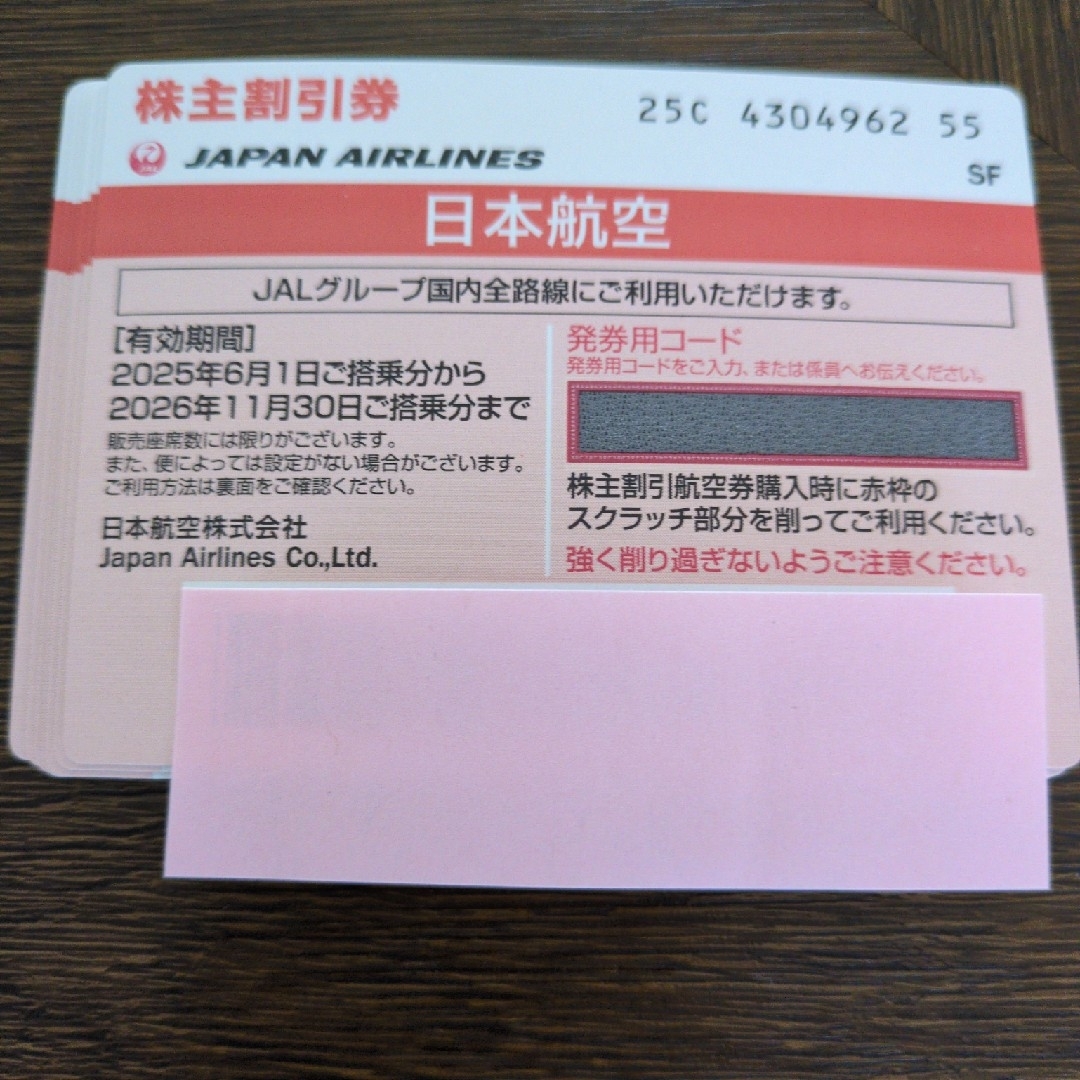 株主割引券
25C 4304962 55
JAL JAPAN AIRLINES
SF
日本航空
JALグループ国内全路線にご利用いただけます。
[有効期間]
2025年6月1日ご搭乗分から
2026年11月30日ご搭乗分まで
販売座席数には限りがございます。
また、便によっては設定がない場合がございます。
ご利用方法は裏面をご確認ください。
日本航空株式会社
Japan Airlines Co.,Ltd.
発券用コード
発券用コードをご入力、または係員へお伝えください。
株主割引航空券購入時に赤枠の
スクラッチ部分を削ってご利用ください。
強く削り過ぎないようご注意ください。